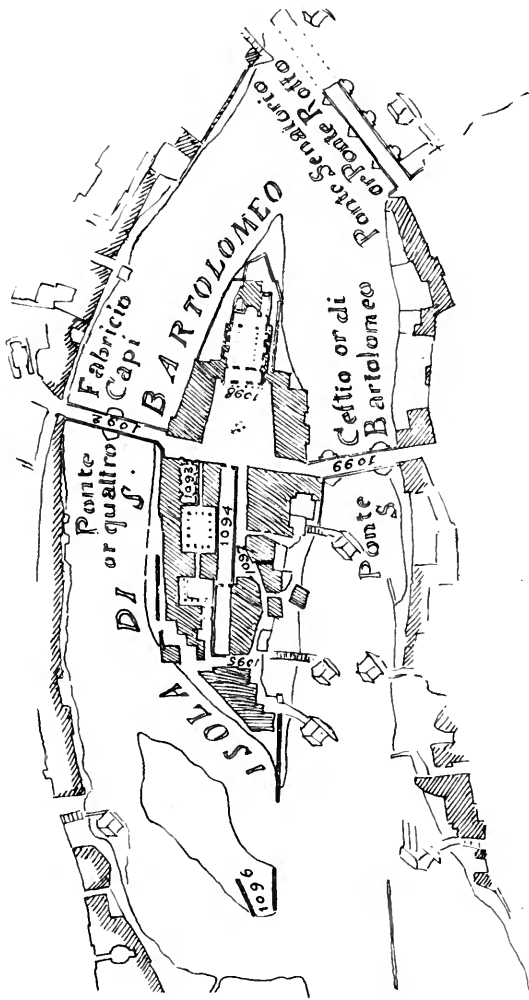 Ponte Senatorio
or Ponte Rotto
ISOLA DI S. BARTOLOMEO
Ponte Fabricio
or quattro Capi
Ponte Ceſtio or di
S Bartolomeo
1092
1093
1094
1095
1096
1097
1098
1099